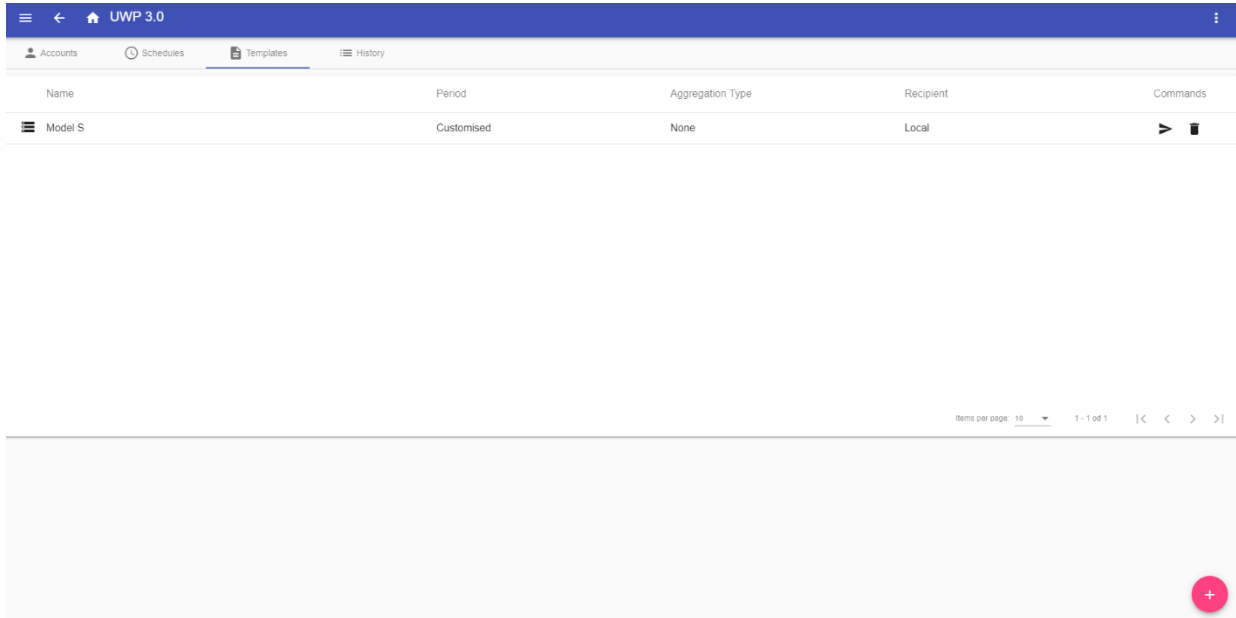 UWP 3.0
Accounts Schedules Templates History
Name Period Aggregation Type Recipient Commands
Model S Customised None Local
Items per page: 10 1 - 1 od 1